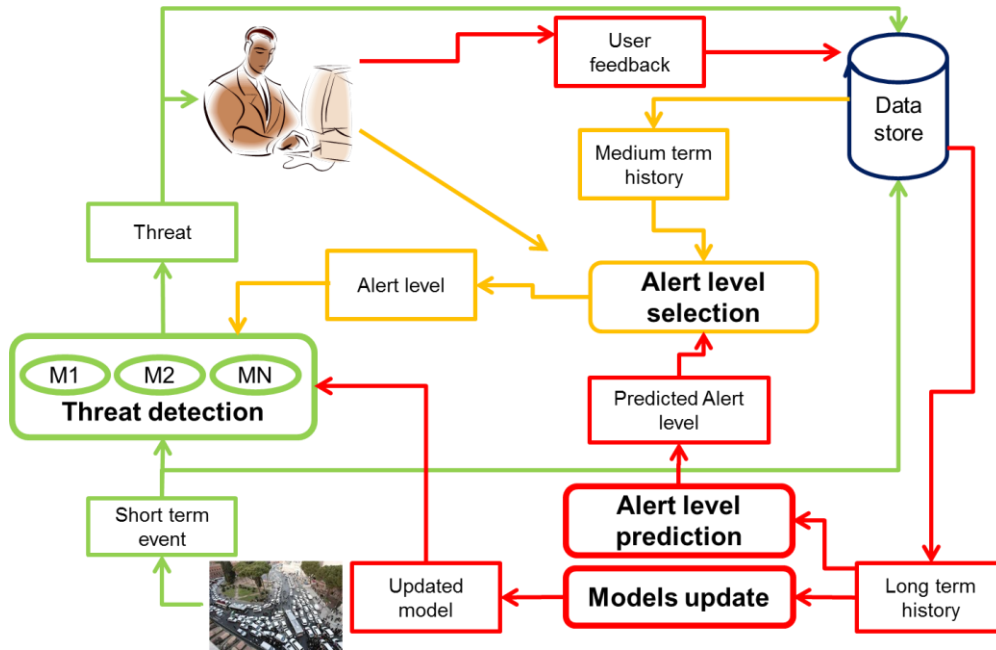 User
feedback
Data
store
Medium term
history
Threat
Alert level
Alert level
selection
M1 M2 MN
Threat detection
Predicted Alert
level
Short term
event
Alert level
prediction
Updated
model
Models update
Long term
history